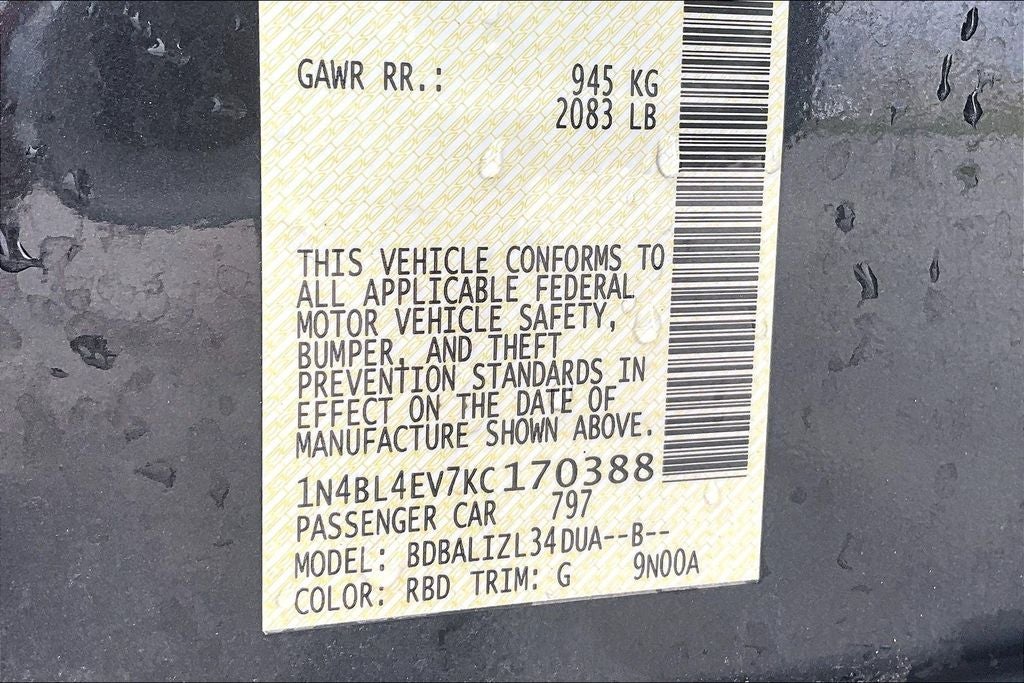 GAWR RR.: 945 KG
2083 LB
THIS VEHICLE CONFORMS TO
ALL APPLICABLE FEDERAL
MOTOR VEHICLE SAFETY,
BUMPER, AND THEFT
PREVENTION STANDARDS IN
EFFECT ON THE DATE OF
MANUFACTURE SHOWN ABOVE.
1N4BL4EV7KC170388
PASSENGER CAR 797
MODEL: BDBALIZL34DUA--B--
COLOR: RBD TRIM: G 9N00A